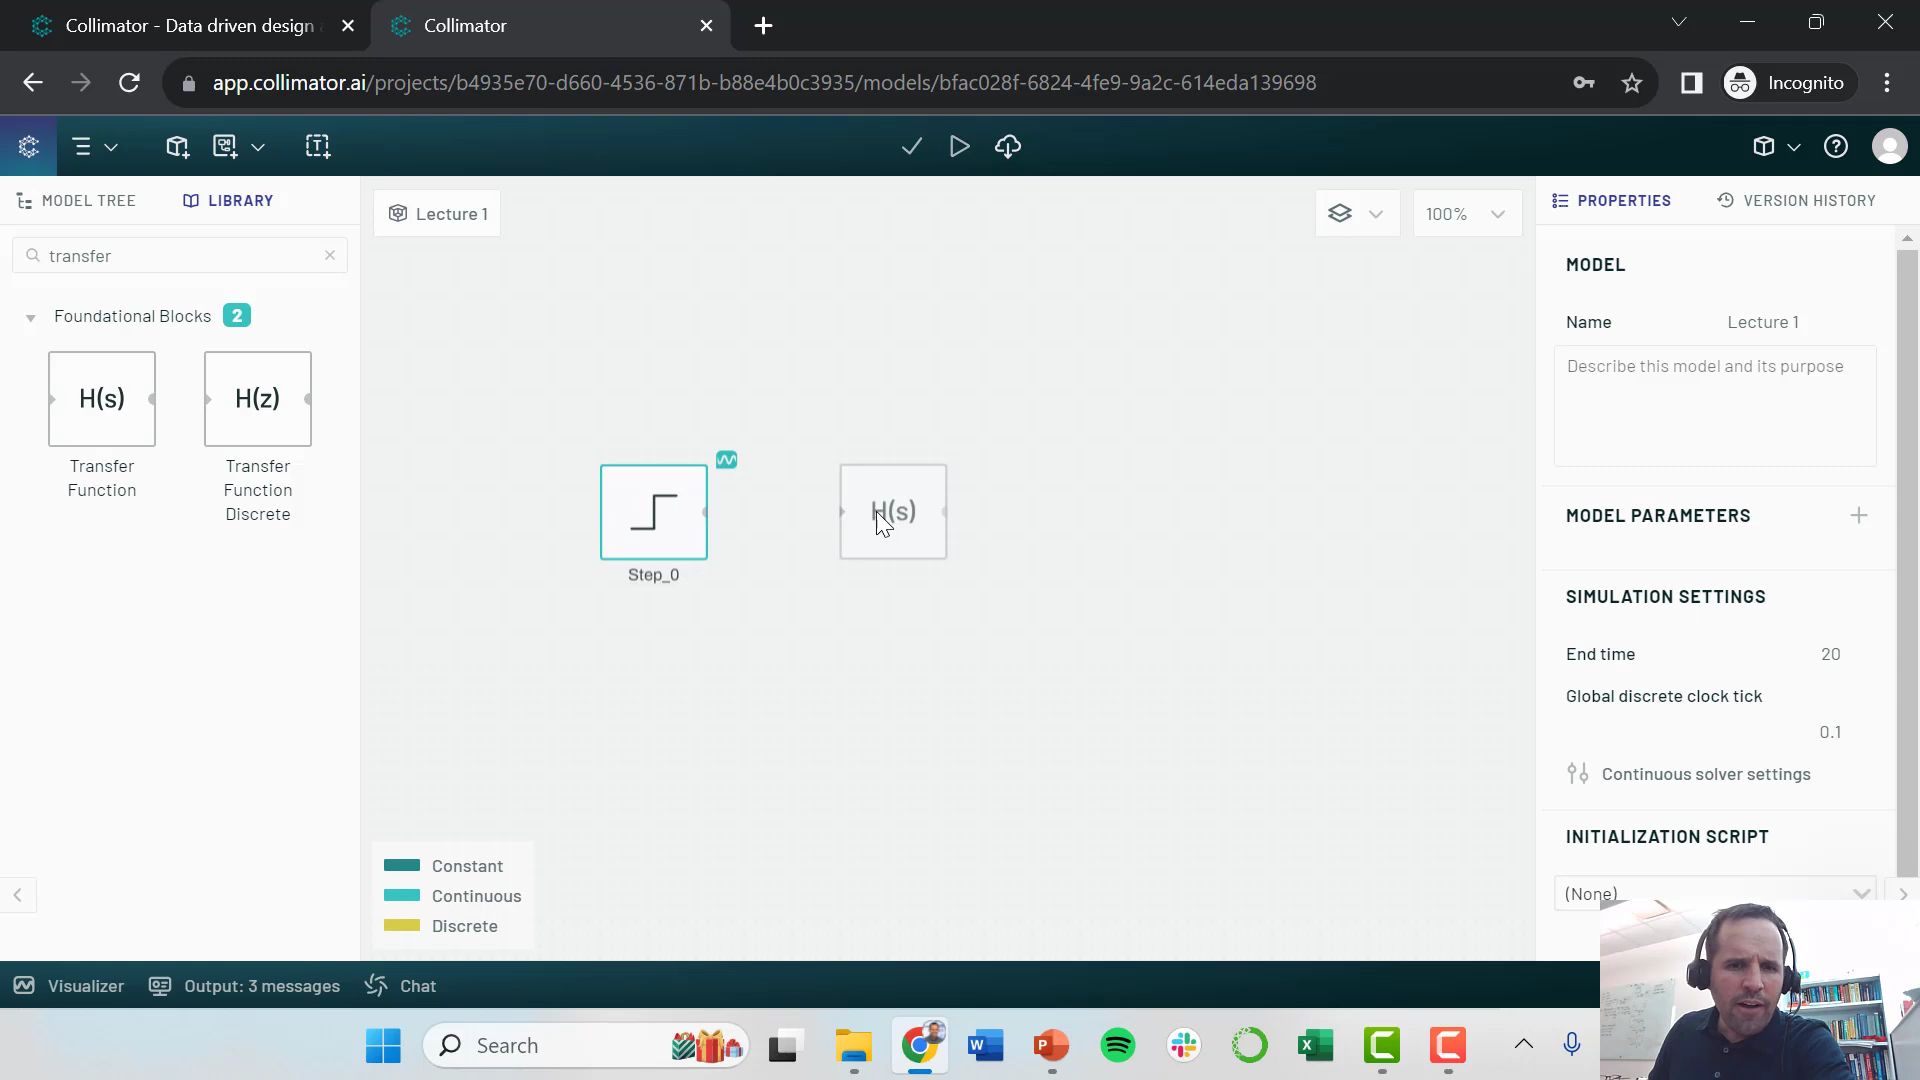 Collimator - Data driven design
Collimator
app.collimator.ai/projects/b4935e70-d660-4536-871b-b88e4b0c3935/models/bfac028f-6824-4fe9-9a2c-614eda139698
Incognito
MODEL TREE
LIBRARY
Lecture 1
100%
PROPERTIES
VERSION HISTORY
transfer
Foundational Blocks 2
H(s)
H(z)
Transfer
Function
Transfer
Function
Discrete
Step_0
H(s)
MODEL
Name Lecture 1
Describe this model and its purpose
MODEL PARAMETERS
SIMULATION SETTINGS
End time 20
Global discrete clock tick
0.1
Continuous solver settings
INITIALIZATION SCRIPT
(None)
Constant
Continuous
Discrete
Visualizer
Output: 3 messages
Chat
Search